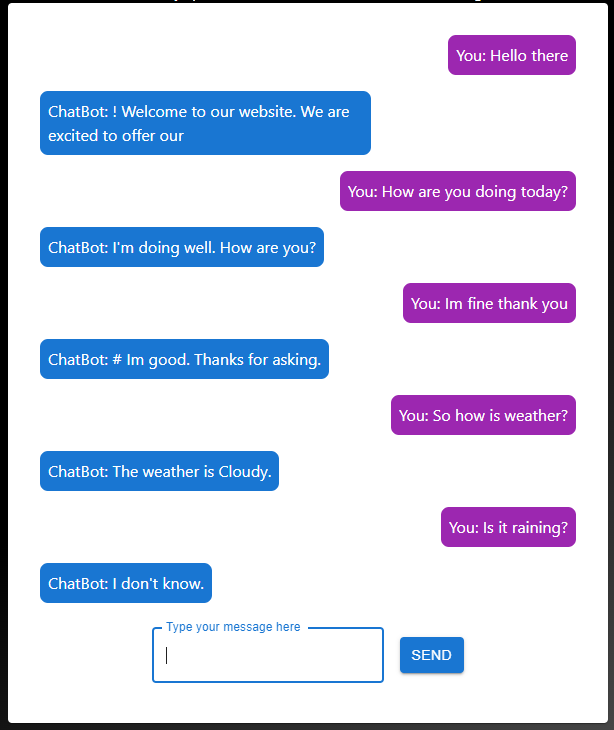 You: Hello there
ChatBot: ! Welcome to our website. We are
excited to offer our
You: How are you doing today?
ChatBot: I'm doing well. How are you?
You: Im fine thank you
ChatBot: # Im good. Thanks for asking.
You: So how is weather?
ChatBot: The weather is Cloudy.
You: Is it raining?
ChatBot: I don't know.
Type your message here
SEND